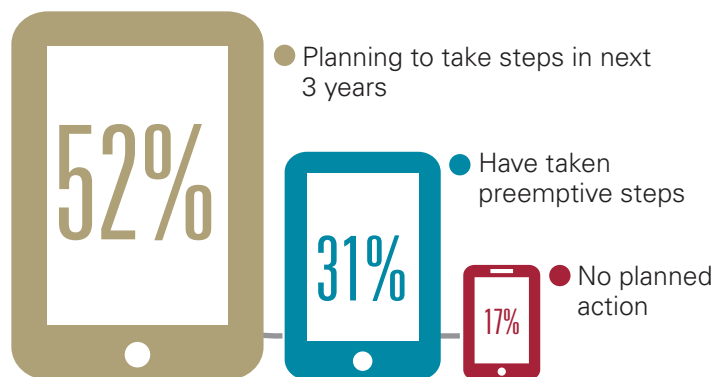 52%
Planning to take steps in next
3 years
31%
Have taken
preemptive steps
17%
No planned
action